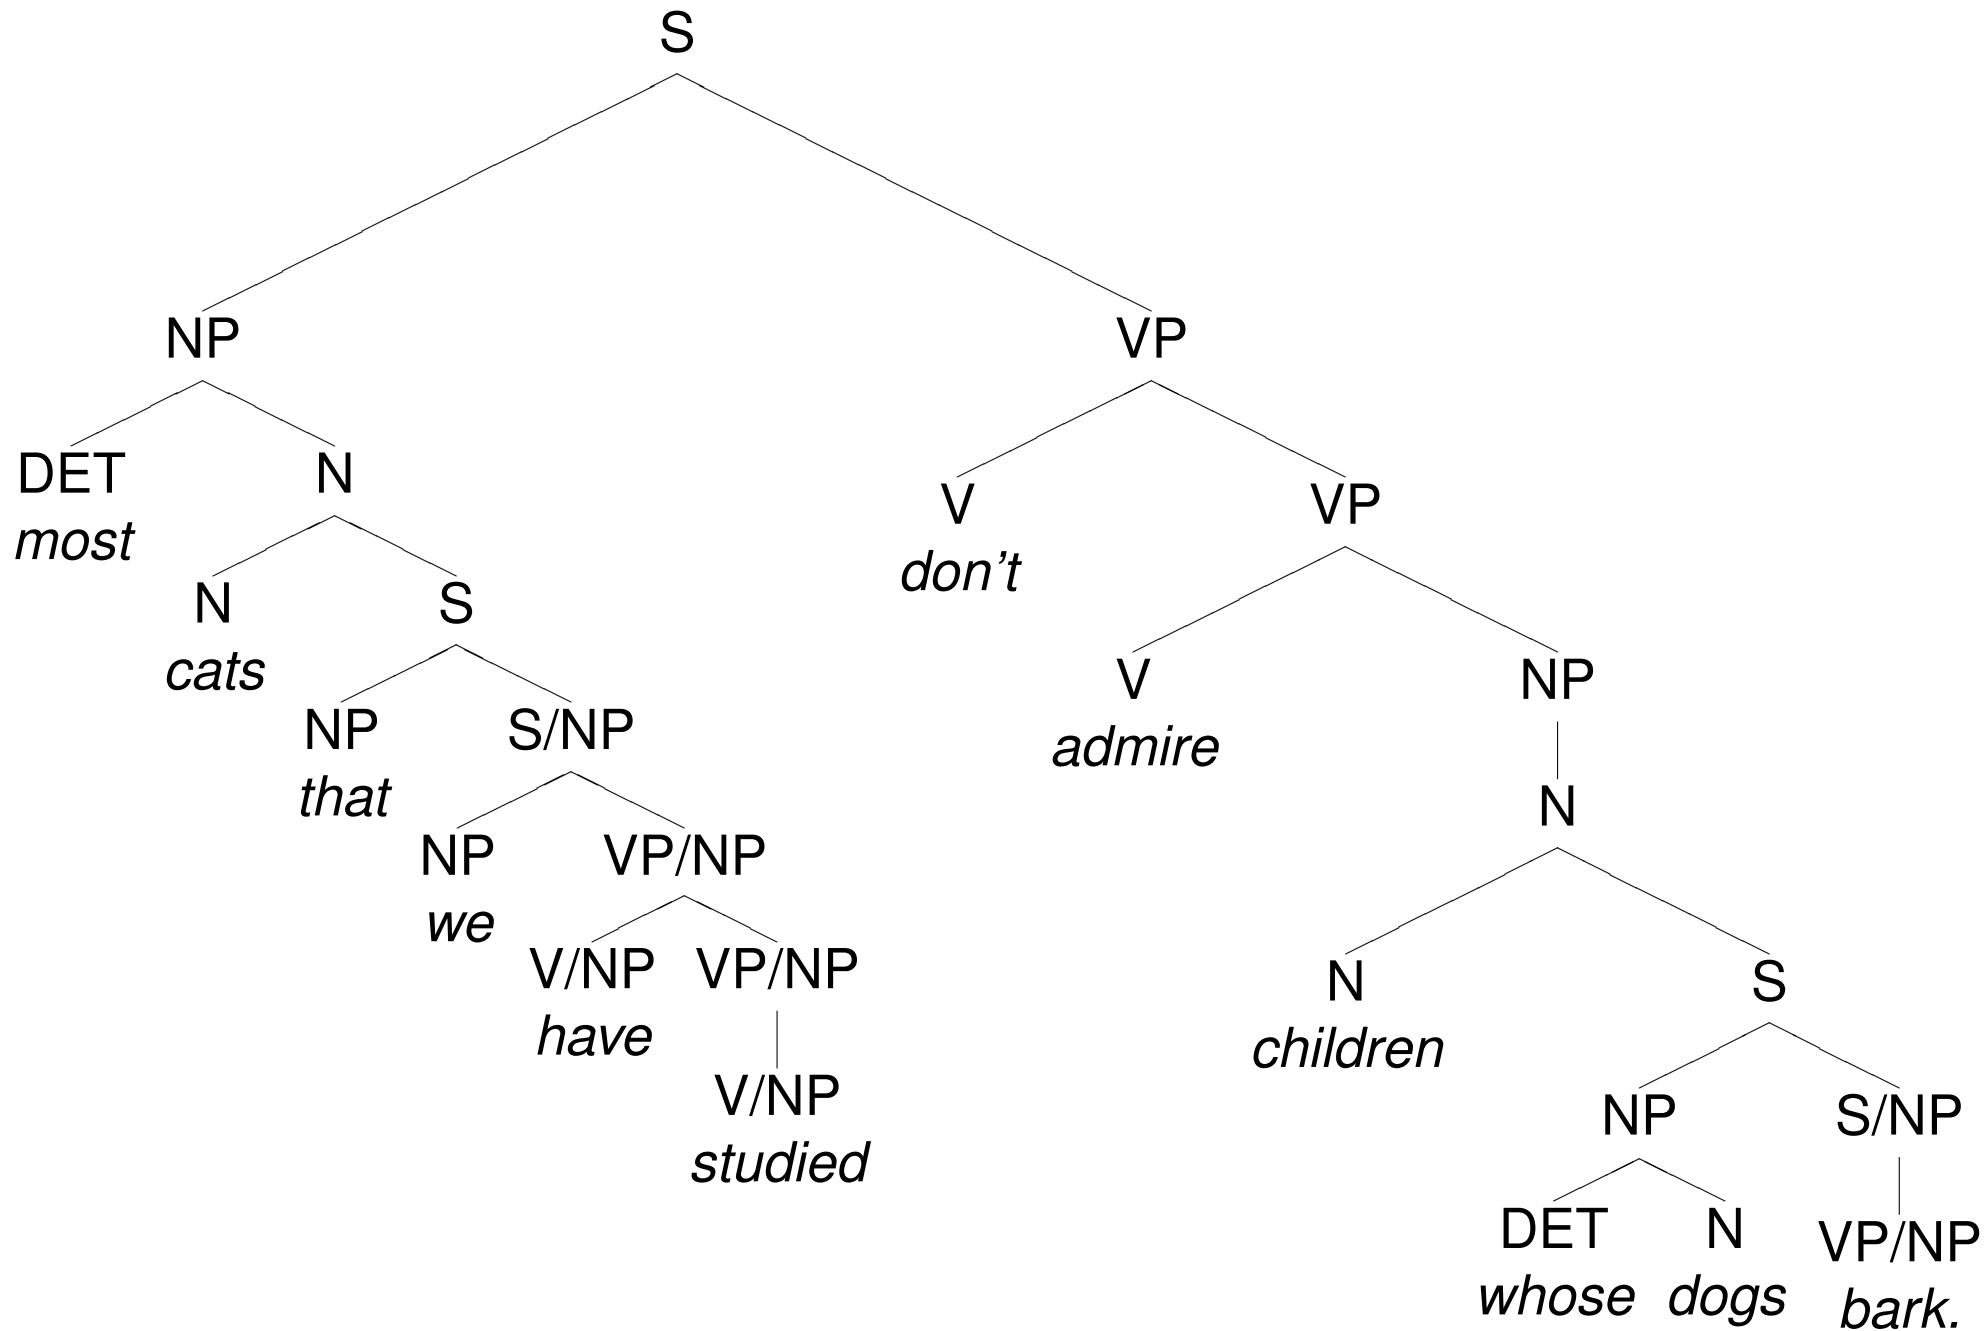 S
NP VP
DET N V VP
most don't
N S V NP
cats admire
NP S/NP N
that
NP VP/NP
we
V/NP VP/NP N S
have children
V/NP NP S/NP
studied
DET N VP/NP
whose dogs bark.